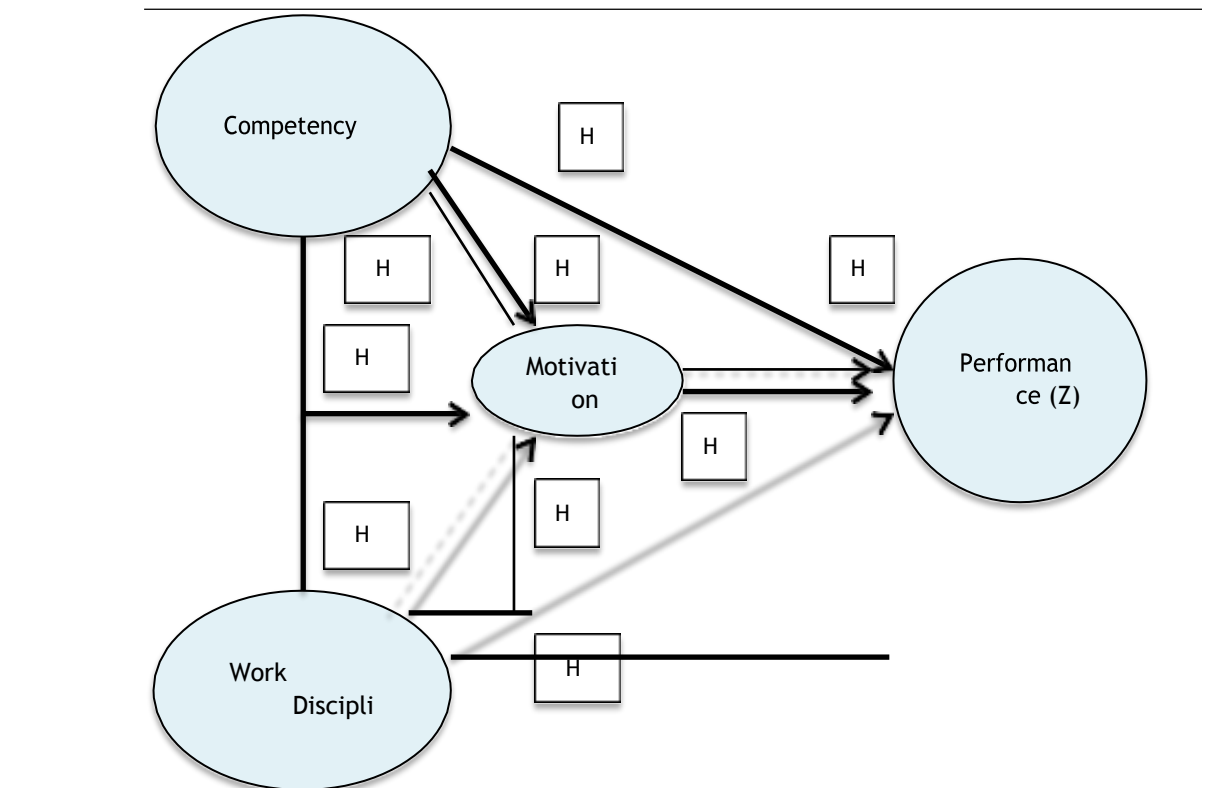 Competency
H
H
H
H
H
Motivati
on
Performan
ce (Z)
H
H
H
Work
Discipli
H